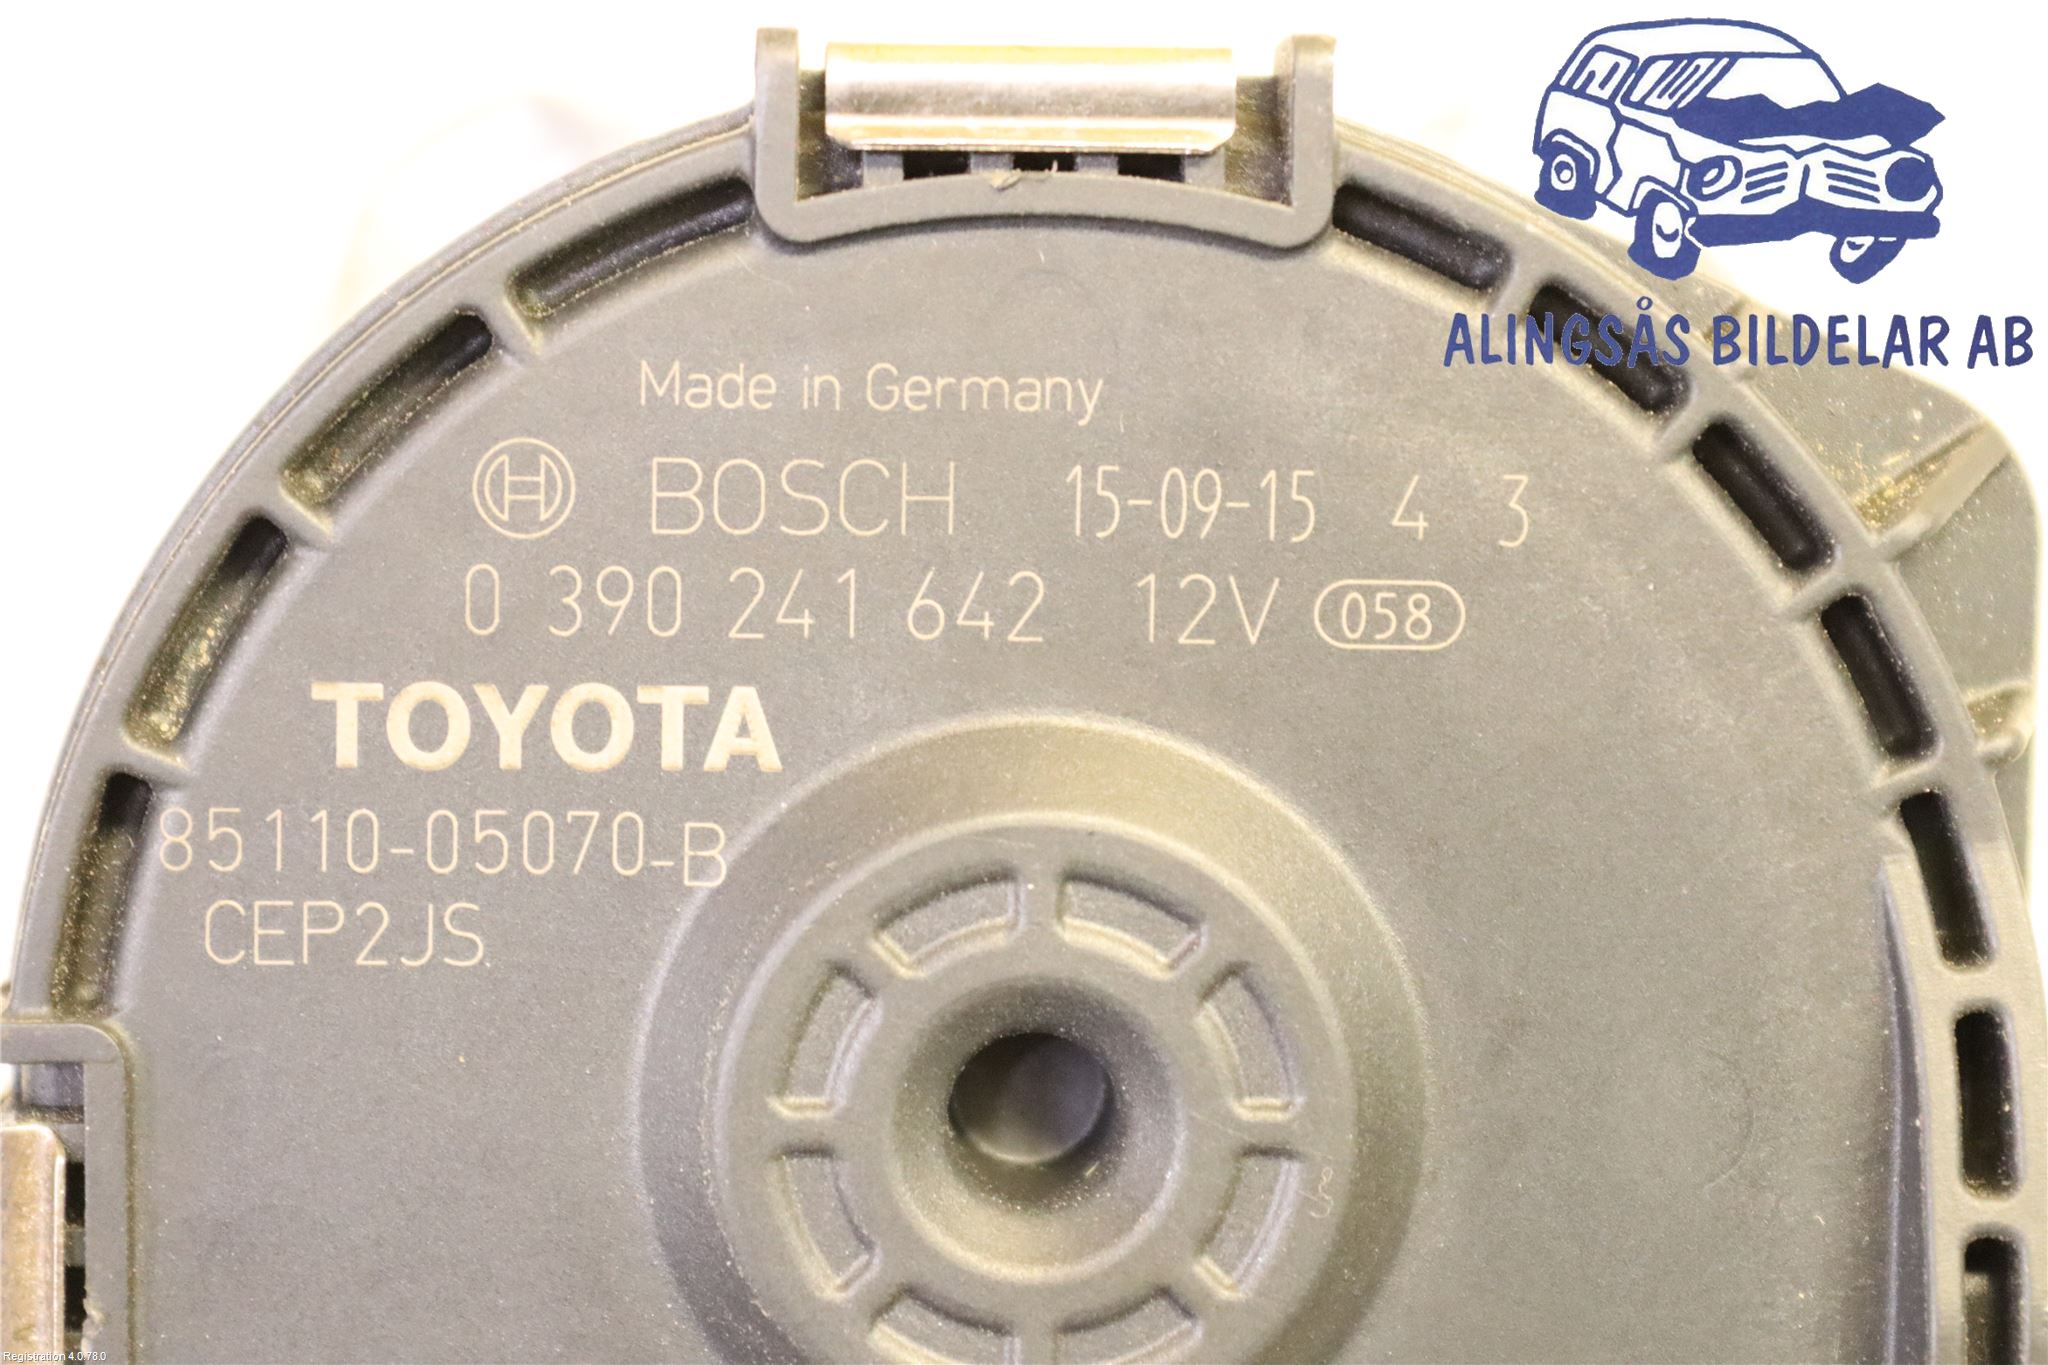 ALINGSÅS BILDELAR AB
Made in Germany
BOSCH 15-09-15 4 3
0 390 241 642 12V 058
TOYOTA
85110-05070-B
CEP2JS
Registration 4.0.78.0